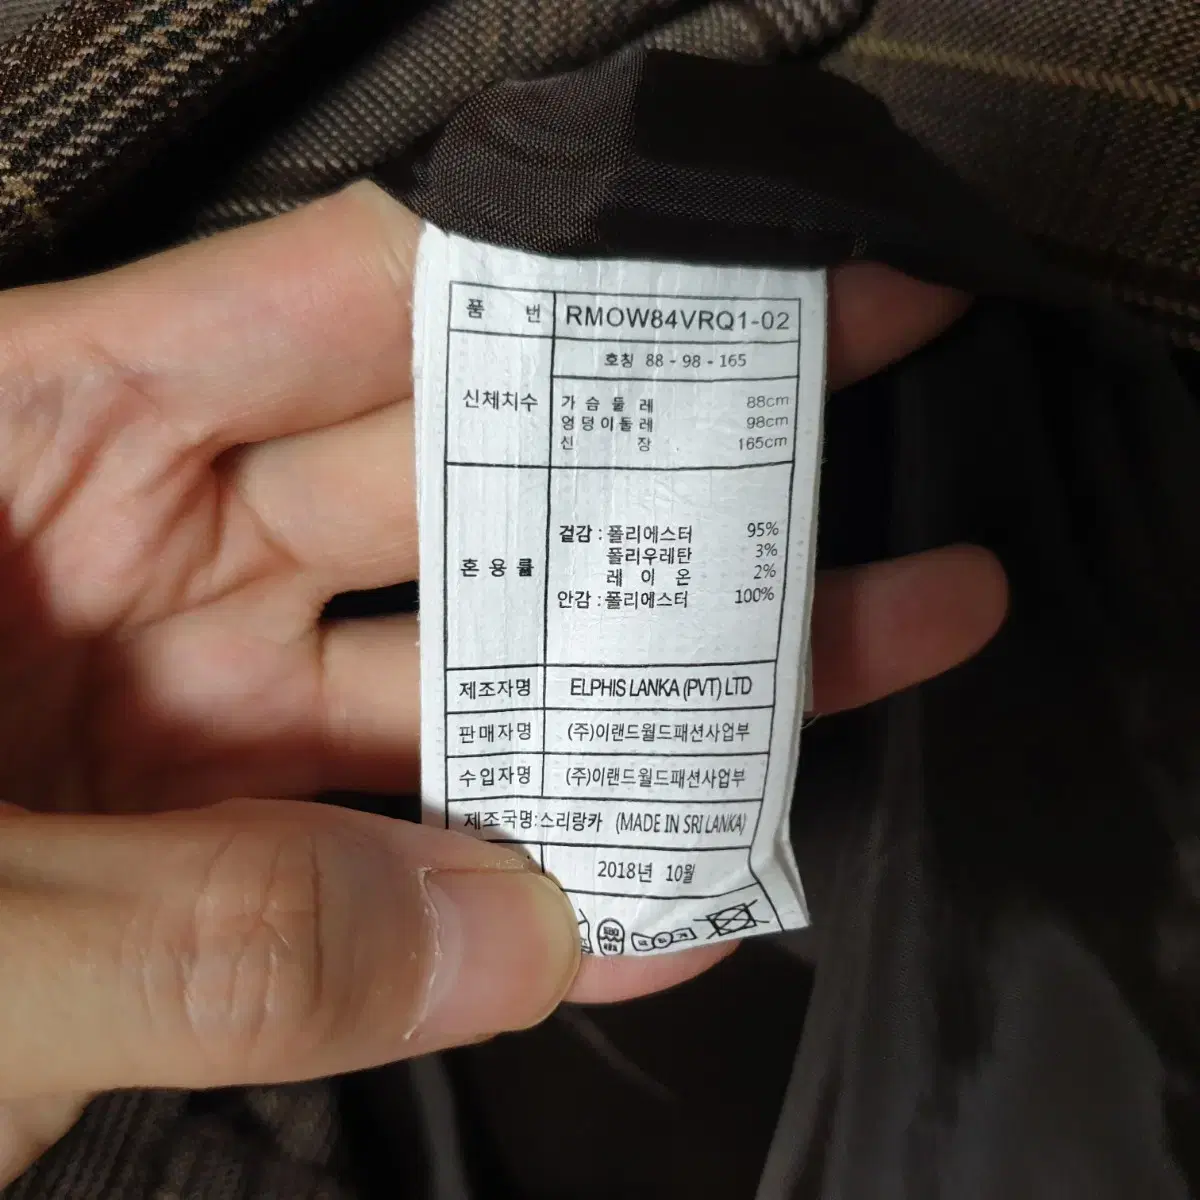 품 번 RMOW84VRQ1-02
호칭 88 - 98 - 165
신체치수
가슴둘레 88cm
엉덩이둘레 98cm
신장 165cm
혼용률
겉감 : 폴리에스터 95%
폴리우레탄 3%
레이온 2%
안감 : 폴리에스터 100%
제조자명 ELPHIS LANKA (PVT) LTD
판매자명 (주)이랜드월드패션사업부
수입자명 (주)이랜드월드패션사업부
제조국명:스리랑카 (MADE IN SRI LANKA)
2018년 10월